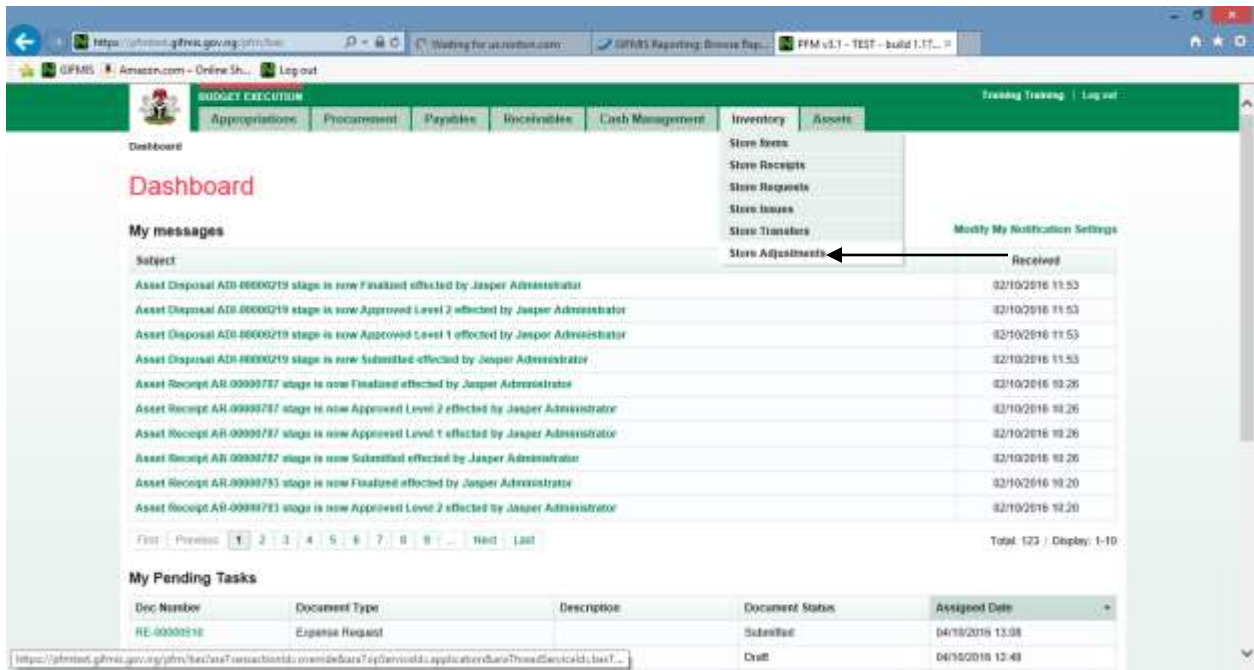 GIFMIS Amazon.com – Online Sh... Log out
PFM v3.1 – TEST – build 1.17...
BUDGET EXECUTION
Training Training | Log out
Appropriations Procurement Payables Receivables Cash Management Inventory Assets
Dashboard
Store Items
Store Receipts
Store Requests
Store Issues
Store Transfers
Store Adjustments
Dashboard
My messages
Modify My Notification Settings
Subject Received
Asset Disposal ADI-00000219 stage is now Finalized effected by Jasper Administrator 02/10/2016 11:53
Asset Disposal ADI-00000219 stage is now Approved Level 2 effected by Jasper Administrator 02/10/2016 11:53
Asset Disposal ADI-00000219 stage is now Approved Level 1 effected by Jasper Administrator 02/10/2016 11:53
Asset Disposal ADI-00000219 stage is now Submitted effected by Jasper Administrator 02/10/2016 11:53
Asset Receipt AR-00000787 stage is now Finalized effected by Jasper Administrator 02/10/2016 10:26
Asset Receipt AR-00000787 stage is now Approved Level 2 effected by Jasper Administrator 02/10/2016 10:26
Asset Receipt AR-00000787 stage is now Approved Level 1 effected by Jasper Administrator 02/10/2016 10:26
Asset Receipt AR-00000787 stage is now Submitted effected by Jasper Administrator 02/10/2016 10:26
Asset Receipt stage is now Finalized effected by Jasper Administrator 02/10/2016 10:20
Asset Receipt stage is now Approved Level 2 effected by Jasper Administrator 02/10/2016 10:20
First Previous 1 2 3 4 5 6 7 8 9 ... Next Last
Total: 123 | Display: 1-10
My Pending Tasks
Doc Number Document Type Description Document Status Assigned Date
Expense Request Submitted 04/10/2016 13:08
Draft 04/10/2016 12:48